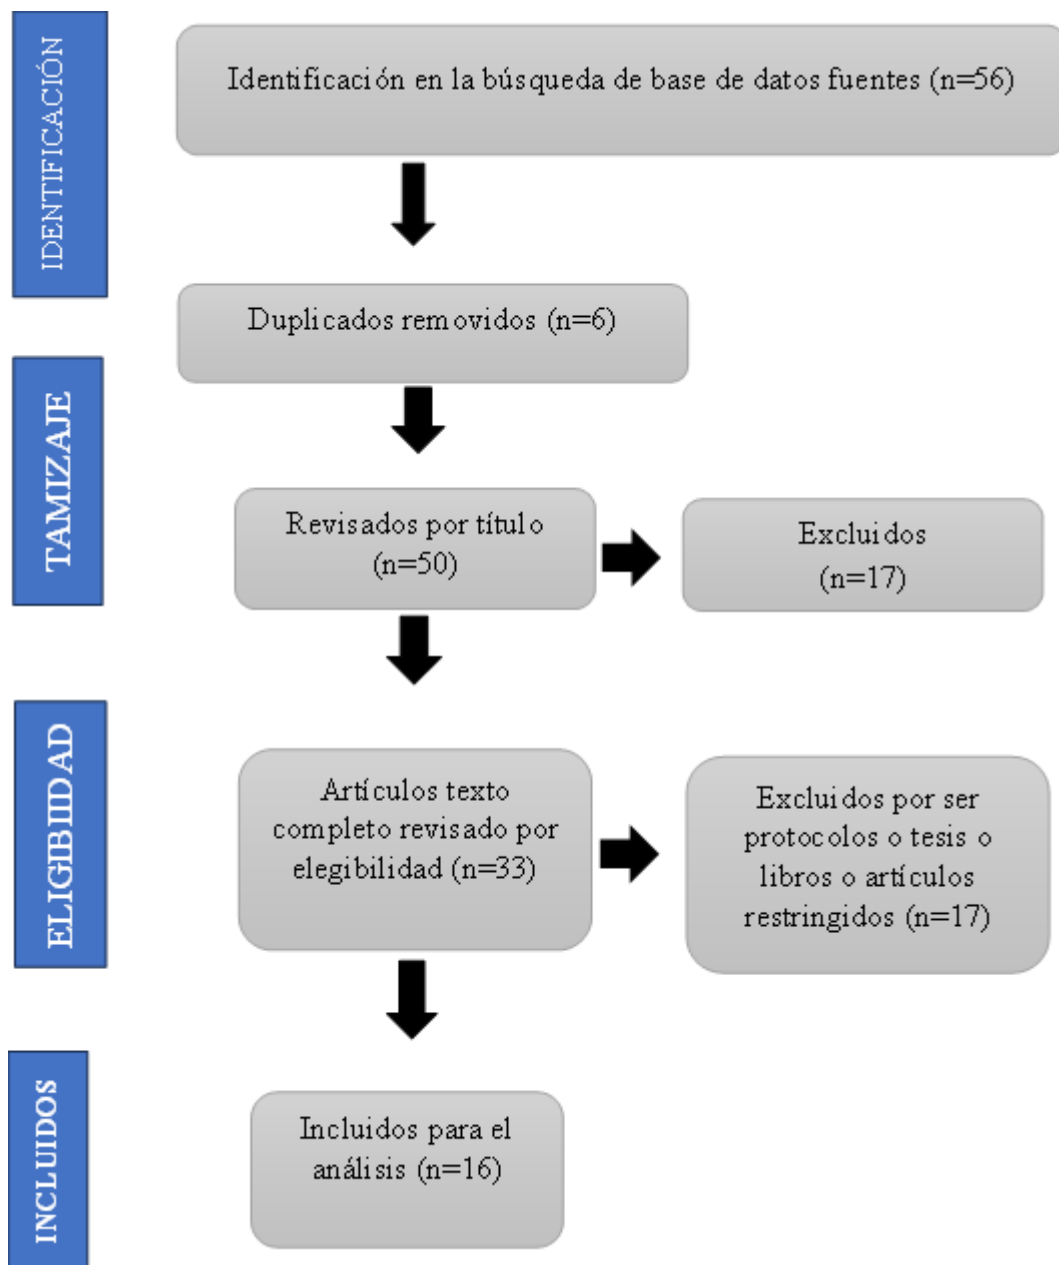 IDENTIFICACIÓN
Identificación en la búsqueda de base de datos fuentes (n=56)
Duplicados removidos (n=6)
TAMIZAJE
Revisados por título
(n=50)
Excluidos
(n=17)
ELIGIBIIDAD
Artículos texto
completo revisado por
elegibilidad (n=33)
Excluidos por ser
protocolos o tesis o
libros o artículos
restringidos (n=17)
INCLUIDOS
Incluidos para el
análisis (n=16)